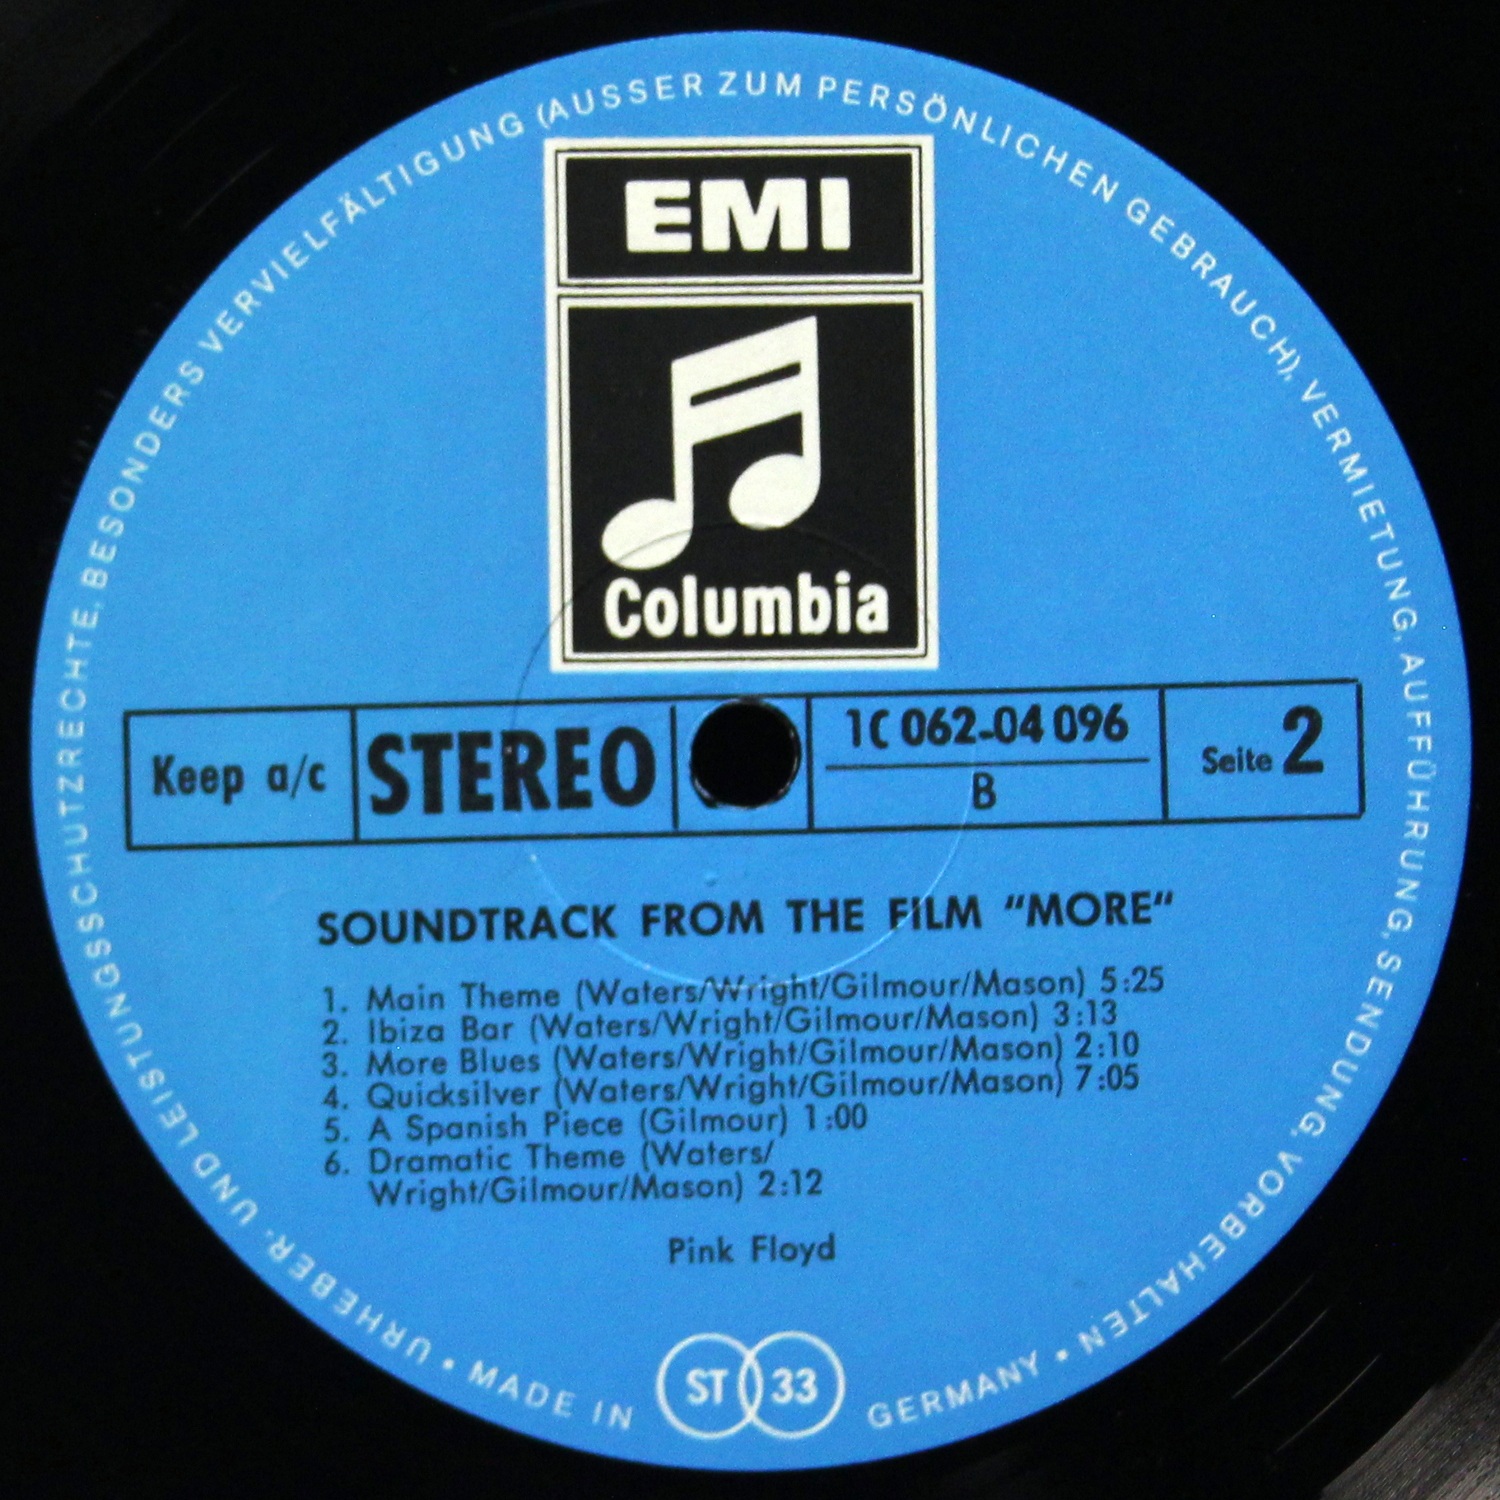 URHEBER- UND LEISTUNGSSCHUTZRECHTE, BESONDERS VERVIELFÄLTIGUNG (AUSSER ZUM PERSÖNLICHEN GEBRAUCH), VERMIETUNG, AUFFÜHRUNG, SENDUNG, VORBEHALTEN •
EMI
Columbia
Keep a/c
STEREO
1C 062-04 096
B
Seite 2
SOUNDTRACK FROM THE FILM “MORE“
1. Main Theme (Waters/Wright/Gilmour/Mason) 5:25
2. Ibiza Bar (Waters/Wright/Gilmour/Mason) 3:13
3. More Blues (Waters/Wright/Gilmour/Mason) 2:10
4. Quicksilver (Waters/Wright/Gilmour/Mason) 7:05
5. A Spanish Piece (Gilmour) 1:00
6. Dramatic Theme (Waters/
Wright/Gilmour/Mason) 2:12
Pink Floyd
ST 33
• MADE IN GERMANY